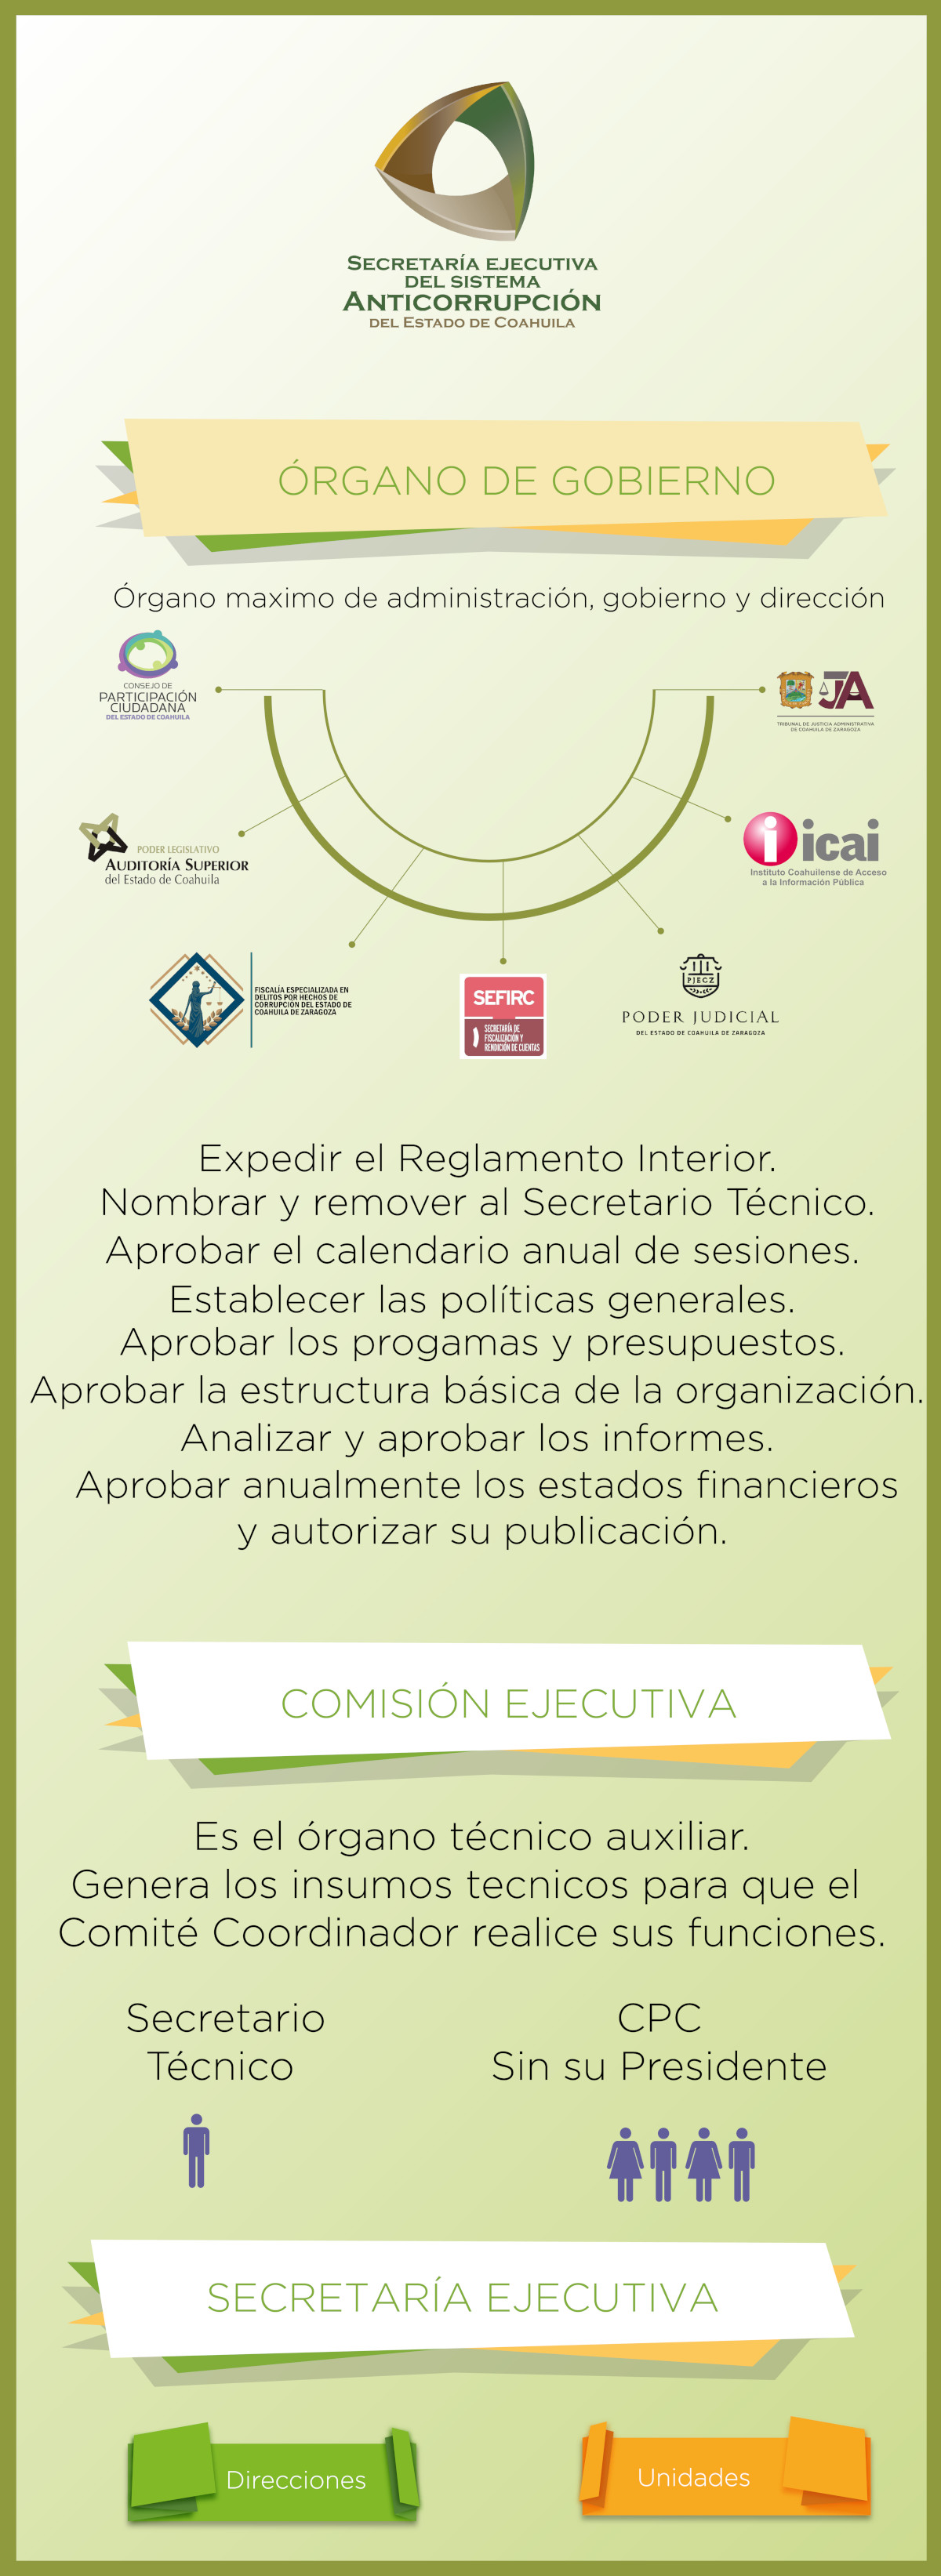 SECRETARÍA EJECUTIVA
DEL SISTEMA
ANTICORRUPCIÓN
DEL ESTADO DE COAHUILA
ÓRGANO DE GOBIERNO
Órgano maximo de administración, gobierno y dirección
CONSEJO DE
PARTICIPACIÓN
CIUDADANA
DEL ESTADO DE COAHUILA
TJA
TRIBUNAL DE JUSTICIA ADMINISTRATIVA
DE COAHUILA DE ZARAGOZA
PODER LEGISLATIVO
AUDITORÍA SUPERIOR
del Estado de Coahuila
i icai
Instituto Coahuilense de Acceso
a la Información Pública
FISCALÍA ESPECIALIZADA EN
DELITOS POR HECHOS DE
CORRUPCIÓN DEL ESTADO DE
COAHUILA DE ZARAGOZA
SEFIRC
SECRETARÍA DE
FISCALIZACIÓN Y
RENDICIÓN DE CUENTAS
PJECZ
PODER JUDICIAL
DEL ESTADO DE COAHUILA DE ZARAGOZA
Expedir el Reglamento Interior.
Nombrar y remover al Secretario Técnico.
Aprobar el calendario anual de sesiones.
Establecer las políticas generales.
Aprobar los progamas y presupuestos.
Aprobar la estructura básica de la organización.
Analizar y aprobar los informes.
Aprobar anualmente los estados financieros
y autorizar su publicación.
COMISIÓN EJECUTIVA
Es el órgano técnico auxiliar.
Genera los insumos tecnicos para que el
Comité Coordinador realice sus funciones.
Secretario
Técnico
CPC
Sin su Presidente
SECRETARÍA EJECUTIVA
Direcciones
Unidades